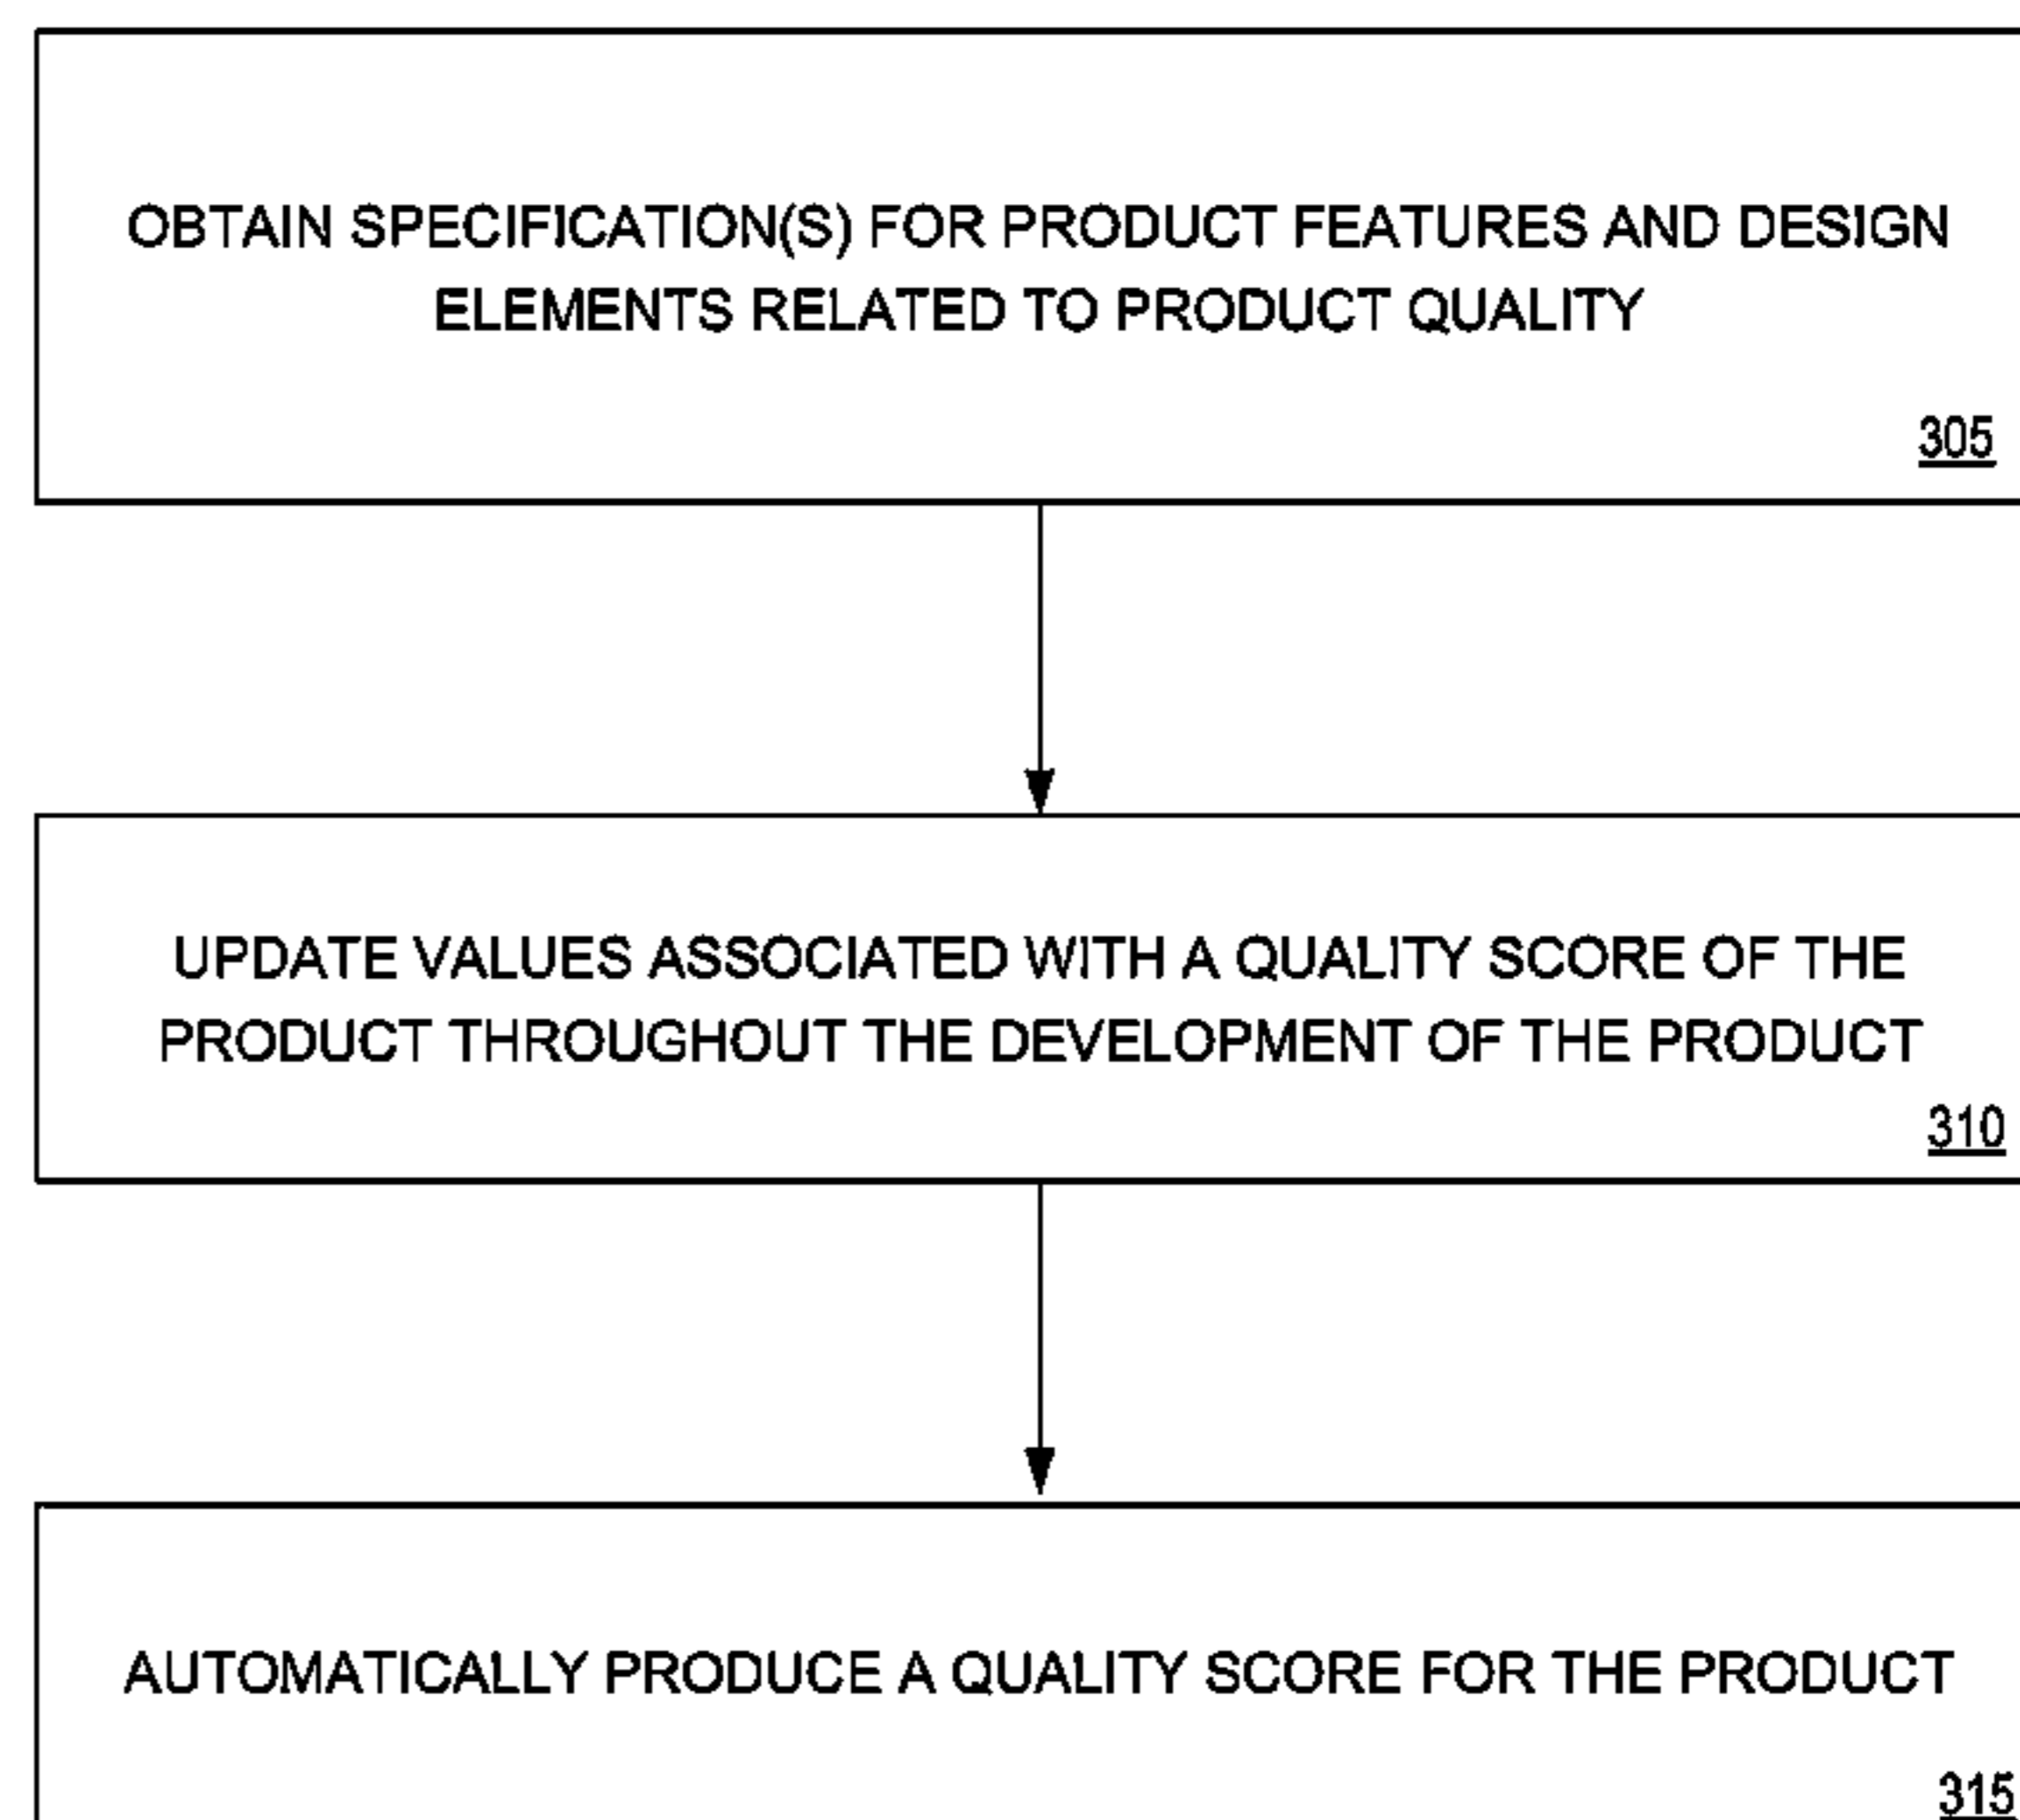 OBTAIN SPECIFICATION(S) FOR PRODUCT FEATURES AND DESIGN
ELEMENTS RELATED TO PRODUCT QUALITY
305
UPDATE VALUES ASSOCIATED WITH A QUALITY SCORE OF THE
PRODUCT THROUGHOUT THE DEVELOPMENT OF THE PRODUCT
310
AUTOMATICALLY PRODUCE A QUALITY SCORE FOR THE PRODUCT
315